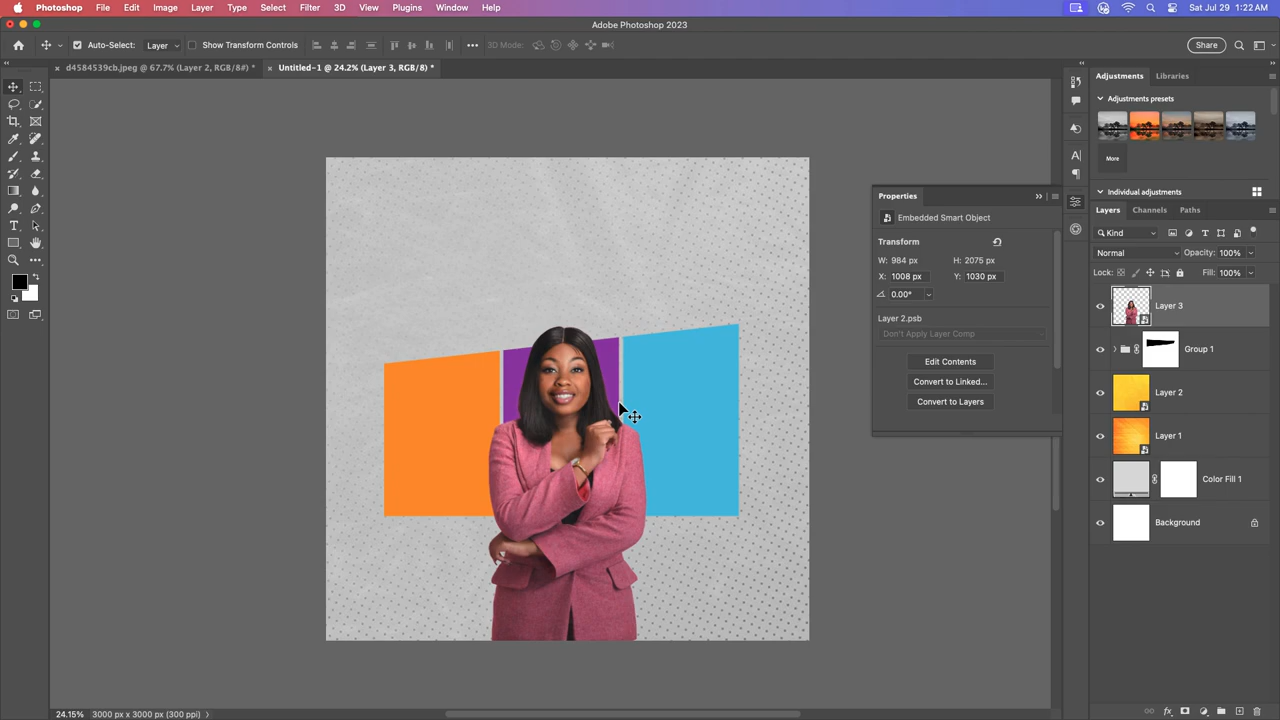 Photoshop File Edit Image Layer Type Select Filter 3D View Plugins Window Help Sat Jul 29 1:22 AM
Adobe Photoshop 2023
Auto-Select: Layer Show Transform Controls 3D Mode: Share
d4584539cb.jpeg @ 67.7% (Layer 2, RGB/8#) * Untitled-1 @ 24.2% (Layer 3, RGB/8) *
Adjustments Libraries
Adjustments presets
More
Individual adjustments
Properties
Layers Channels Paths
Embedded Smart Object
Kind
Transform
Normal Opacity: 100%
W: 984 px H: 2075 px
Lock: Fill: 100%
X: 1008 px Y: 1030 px
0.00°
Layer 3
Layer 2.psb
Don't Apply Layer Comp
Group 1
Edit Contents
Convert to Linked...
Layer 2
Convert to Layers
Layer 1
Color Fill 1
Background
24.15% 3000 px x 3000 px (300 ppi)